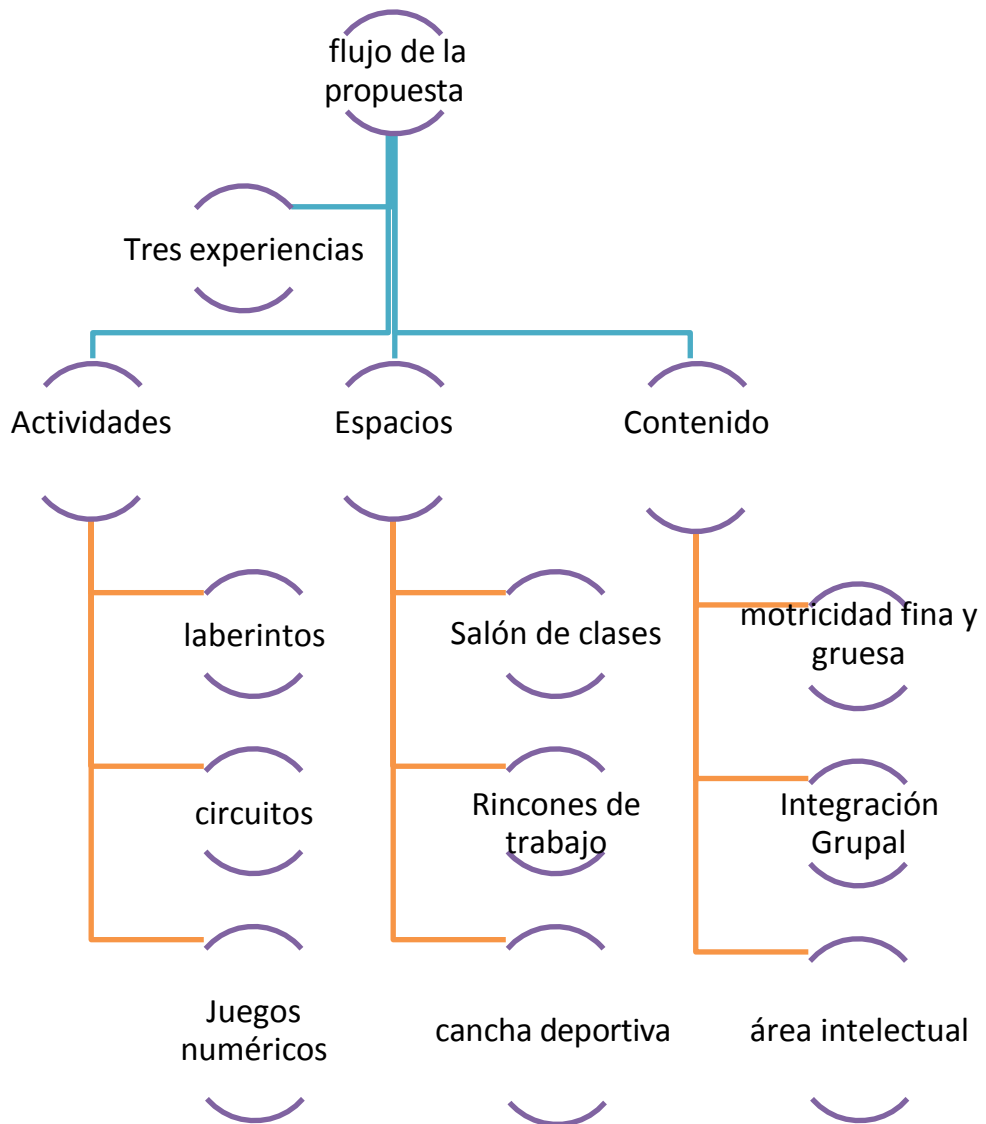 flujo de la
propuesta
Tres experiencias
Actividades
Espacios
Contenido
laberintos
Salón de clases
motricidad fina y
gruesa
circuitos
Rincones de
trabajo
Integración
Grupal
Juegos
numéricos
cancha deportiva
área intelectual